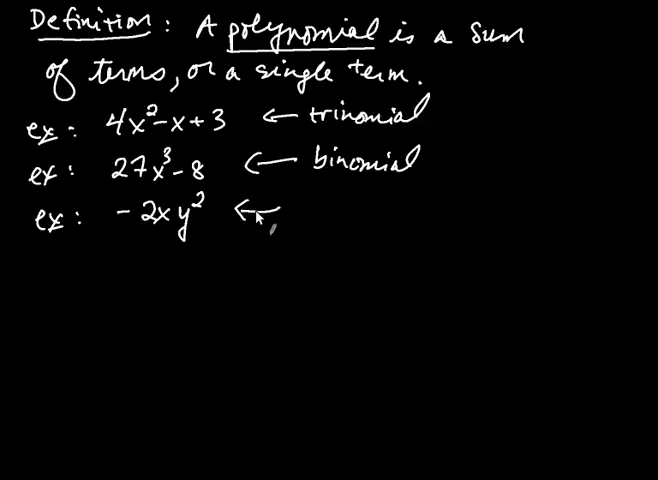 Definition: A polynomial is a sum
of terms, or a single term.
ex: 4x²-x+3 ← trinomial
ex: 27x³-8 ← binomial
ex: -2xy² ←